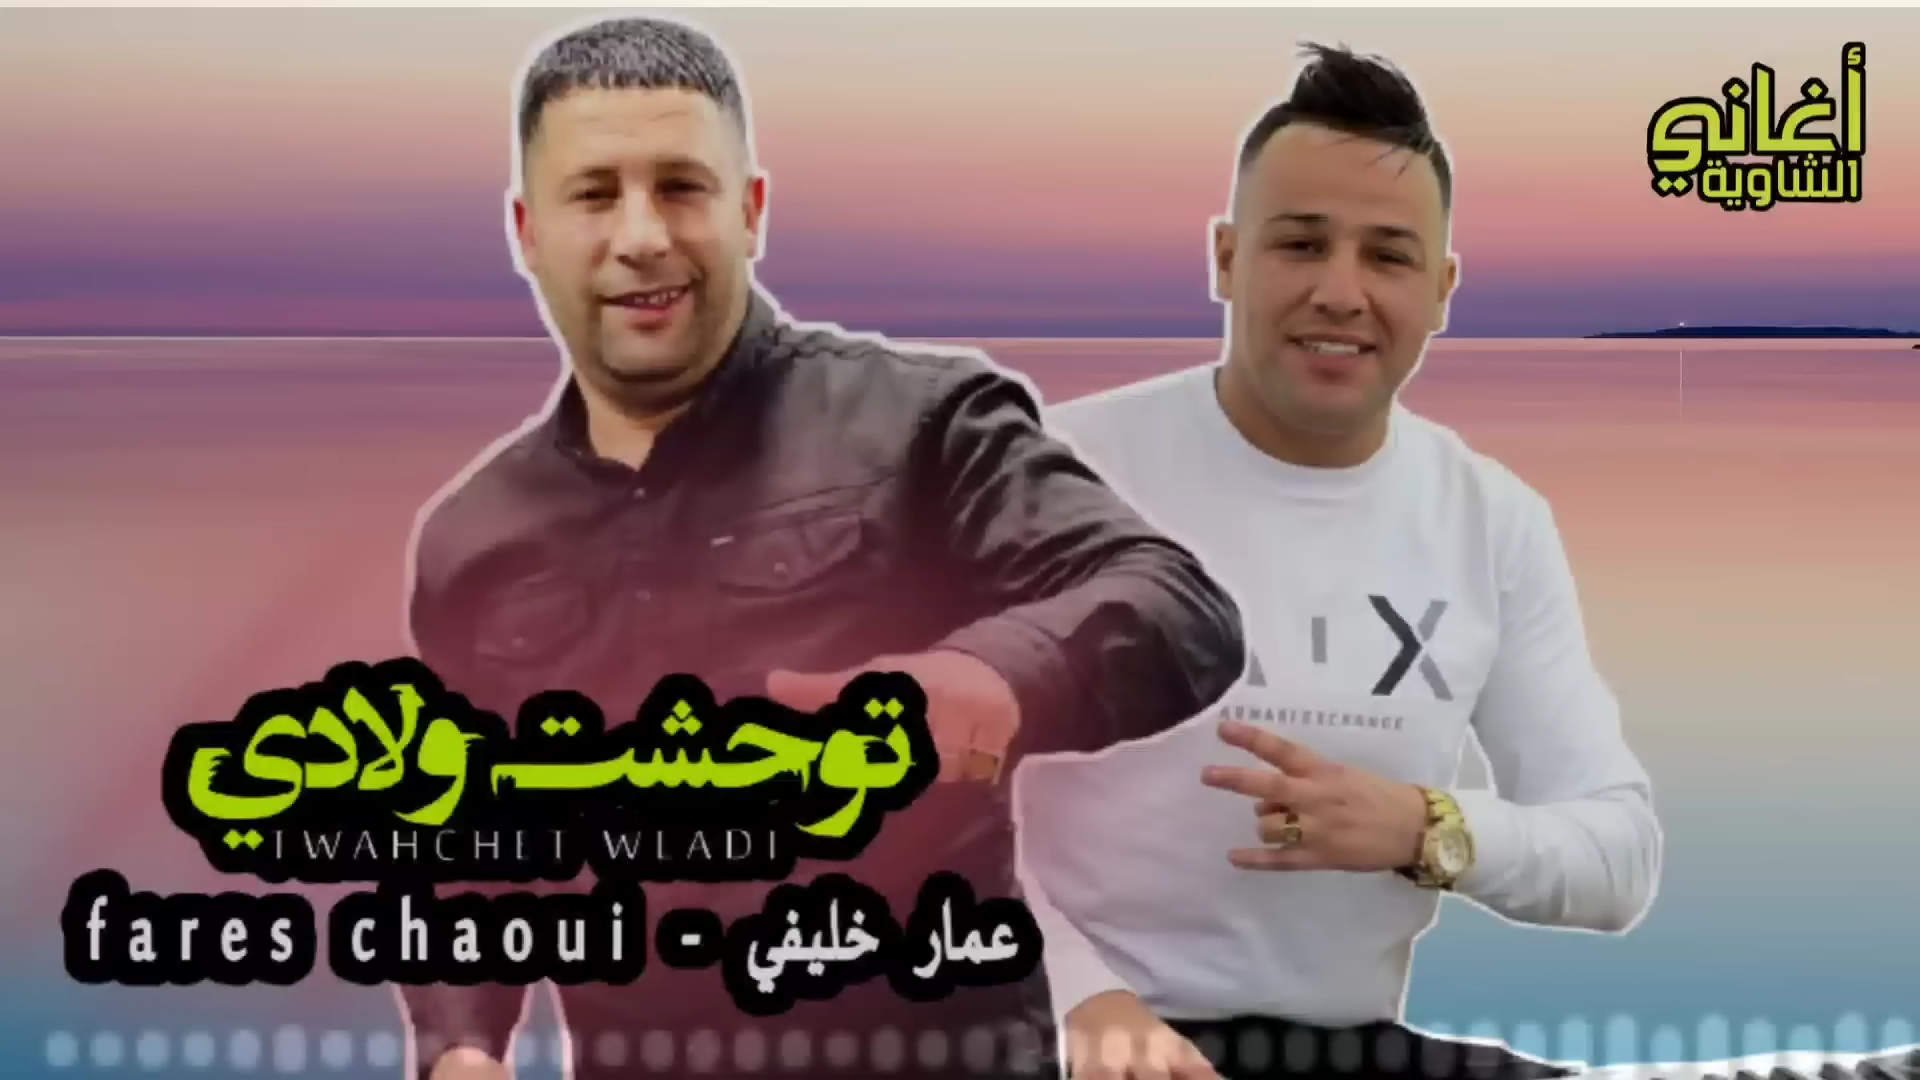 أغاني
الشاوية
توحشت ولادي
TWAHCHET WLADI
fares chaoui - عمار خليفي